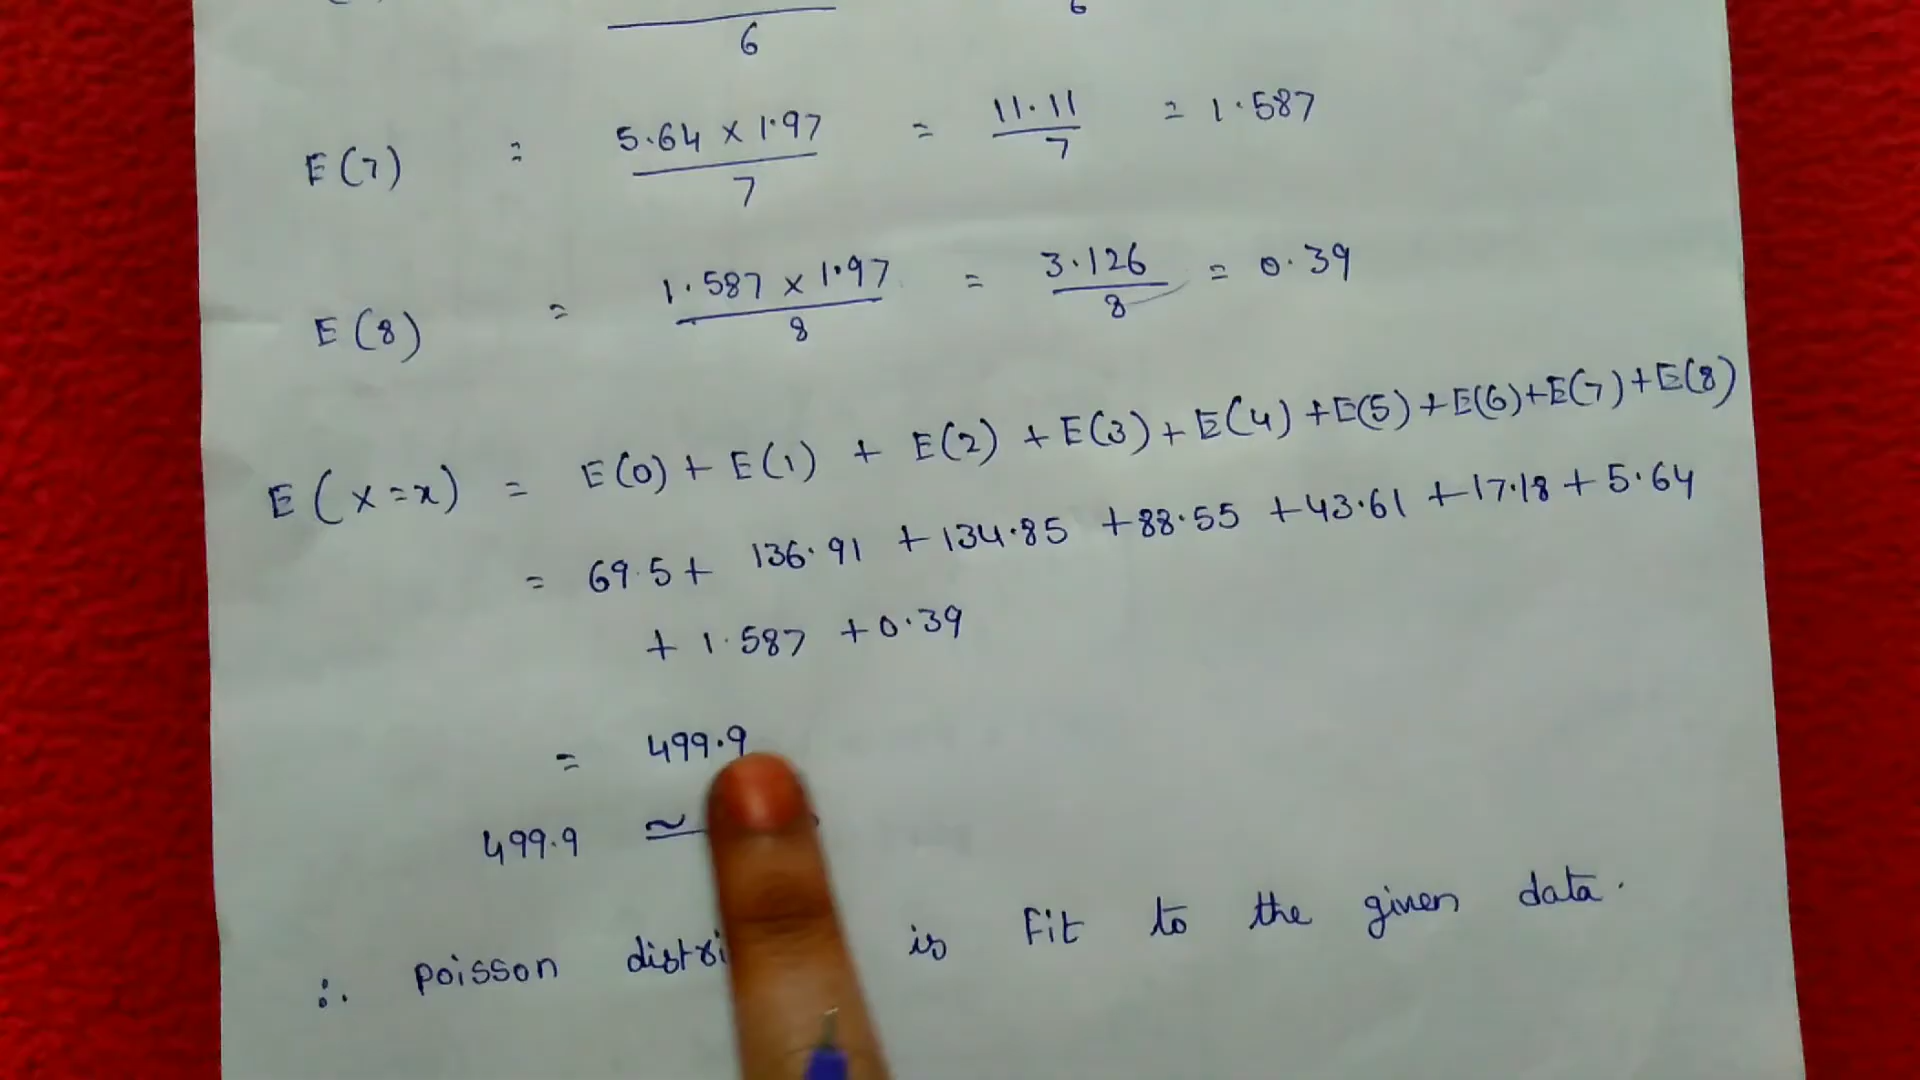 6 6
E(7) = 5.64 x 1.97 / 7 = 11.11 / 7 = 1.587
E(8) = 1.587 x 1.97 / 8 = 3.126 / 8 = 0.39
E(x=x) = E(0) + E(1) + E(2) + E(3) + E(4) + E(5) + E(6) + E(7) + E(8)
= 69.5 + 136.91 + 134.85 + 88.55 + 43.61 + 17.18 + 5.64
+ 1.587 + 0.39
= 499.9
499.9 ≃
∴ poisson is Fit to the given data.